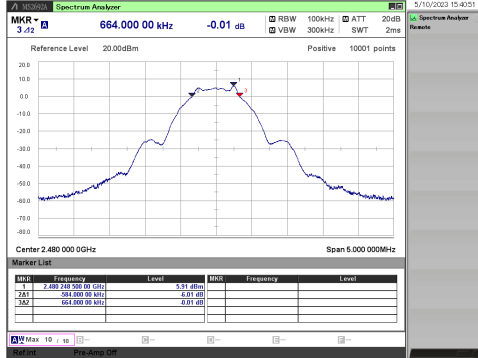 MS2692A Spectrum Analyzer
5/10/2023 15:40:51
MKR
3 Δ2
664.000 00 kHz
-0.01 dB
RBW 100kHz
ATT 20dB
VBW 300kHz
SWT 2ms
Spectrum Analyzer
Remote
Reference Level 20.00dBm
Positive 10001 points
20.0
10.0
0.0
-10.0
-20.0
-30.0
-40.0
-50.0
-60.0
-70.0
-80.0
1
2
3
Center 2.480 000 0GHz
Span 5.000 000MHz
Marker List
MKR Frequency Level MKR Frequency Level
1 2.480 248 500 00 GHz 5.91 dBm
2Δ1 -584.000 00 kHz -6.01 dB
3Δ2 664.000 00 kHz -0.01 dB
A W Max 10 / 10
Ref.Int Pre-Amp Off